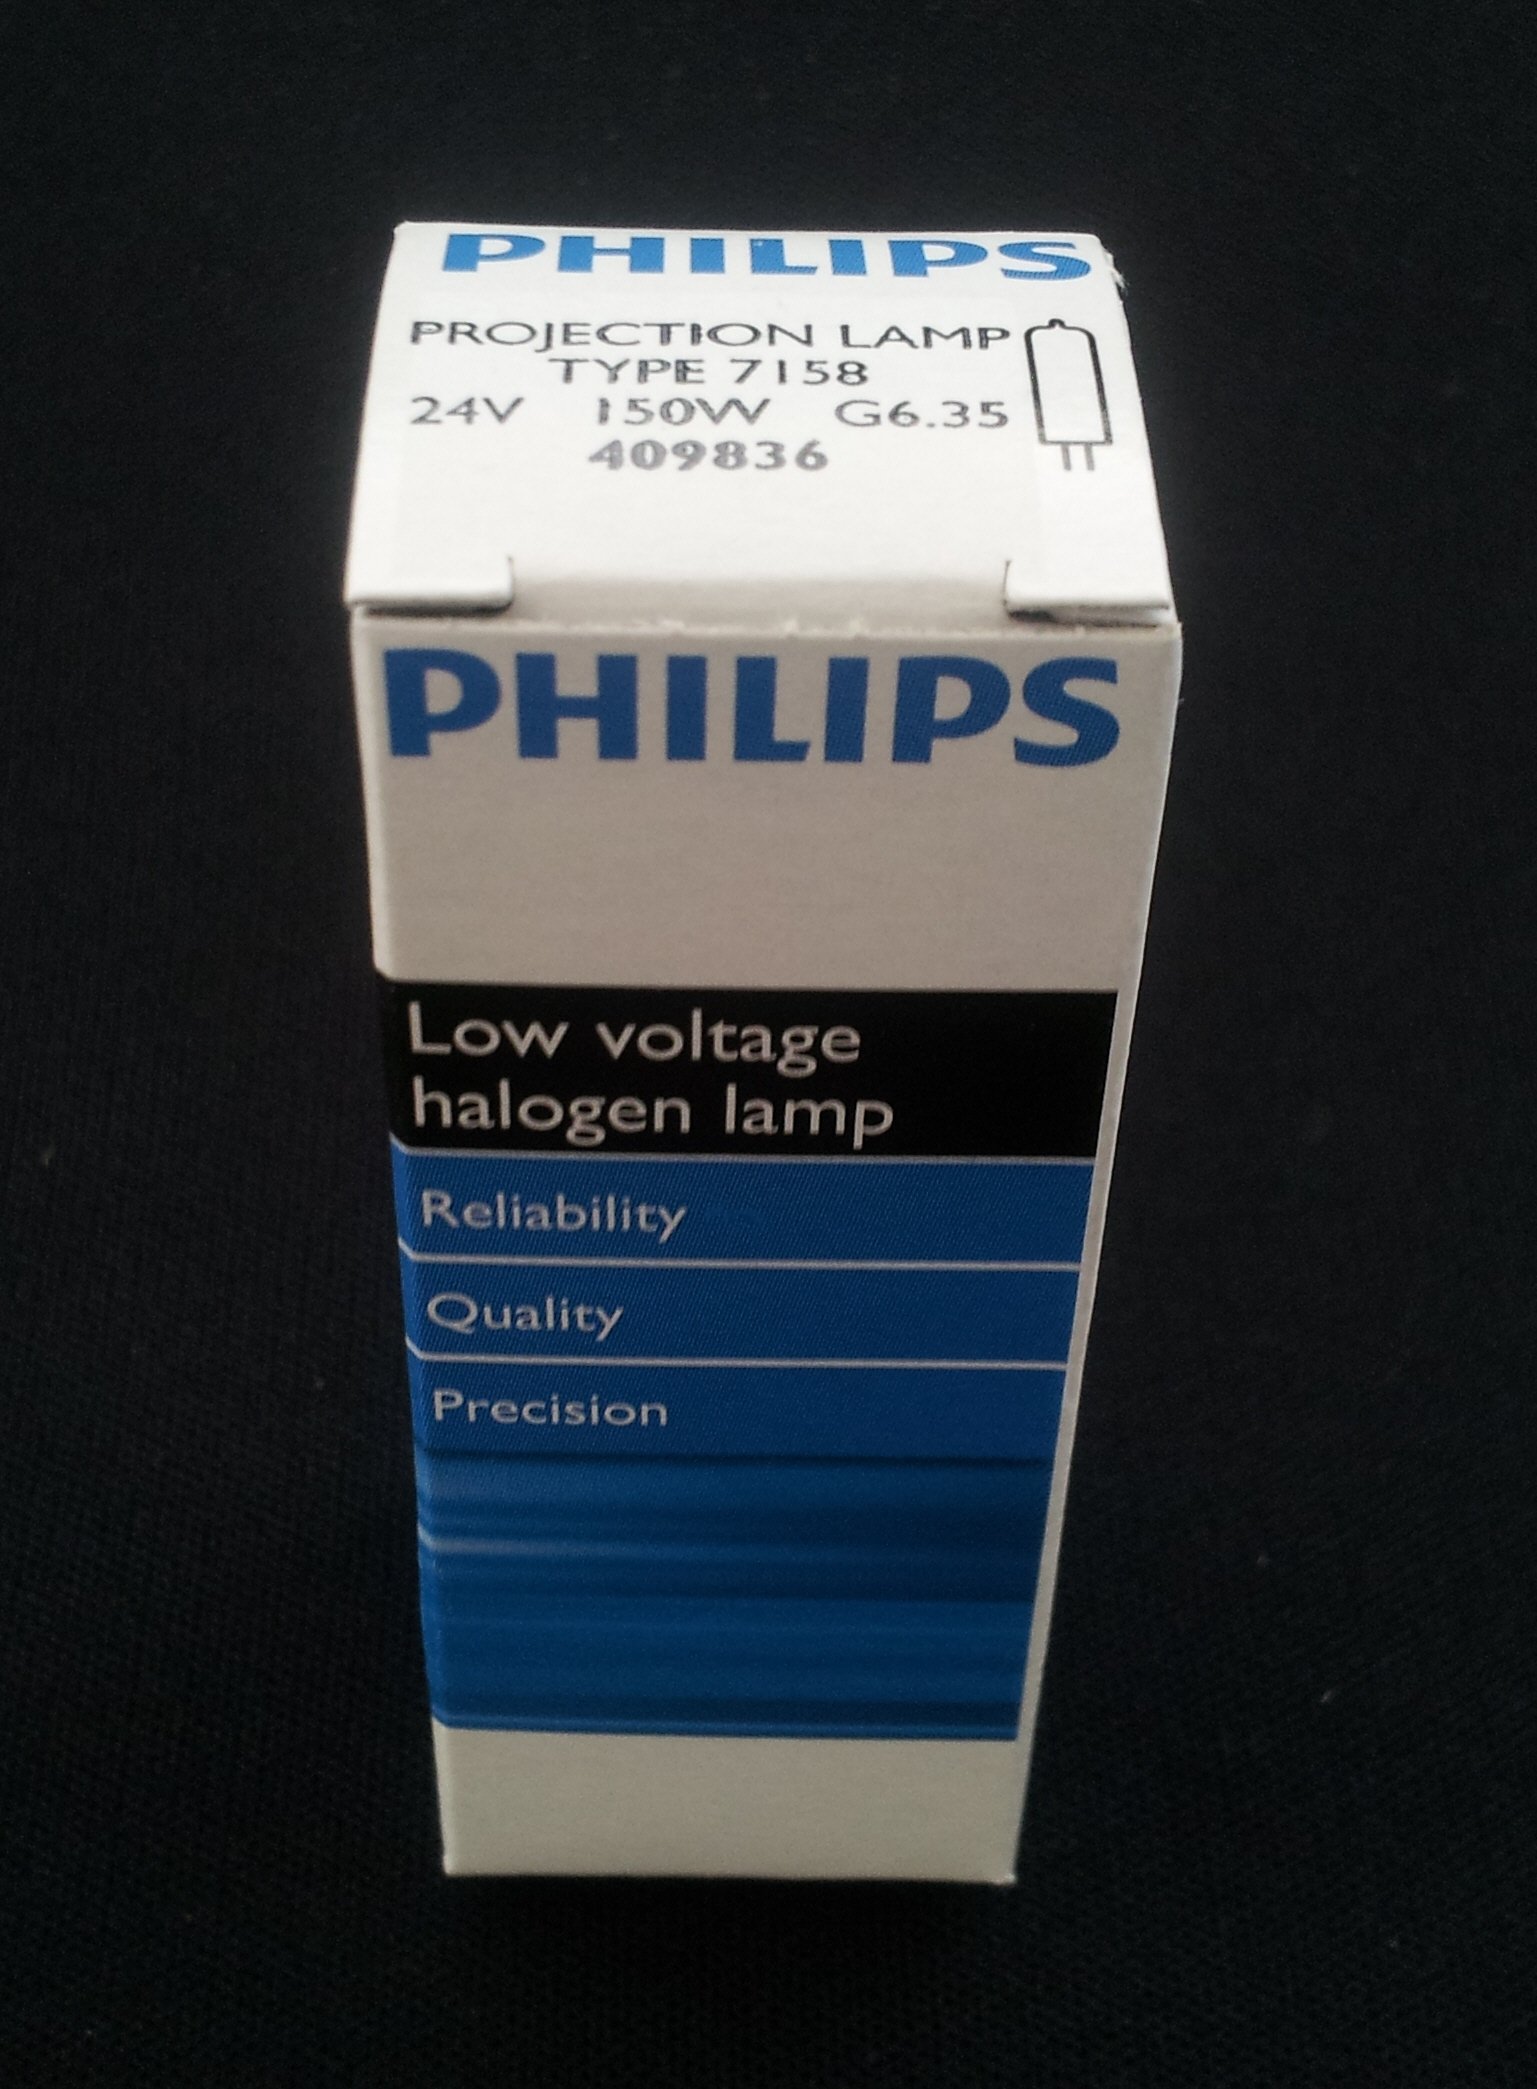 PHILIPS
PROJECTION LAMP
TYPE 7158
24V 150W G6.35
409836
PHILIPS
Low voltage
halogen lamp
Reliability
Quality
Precision